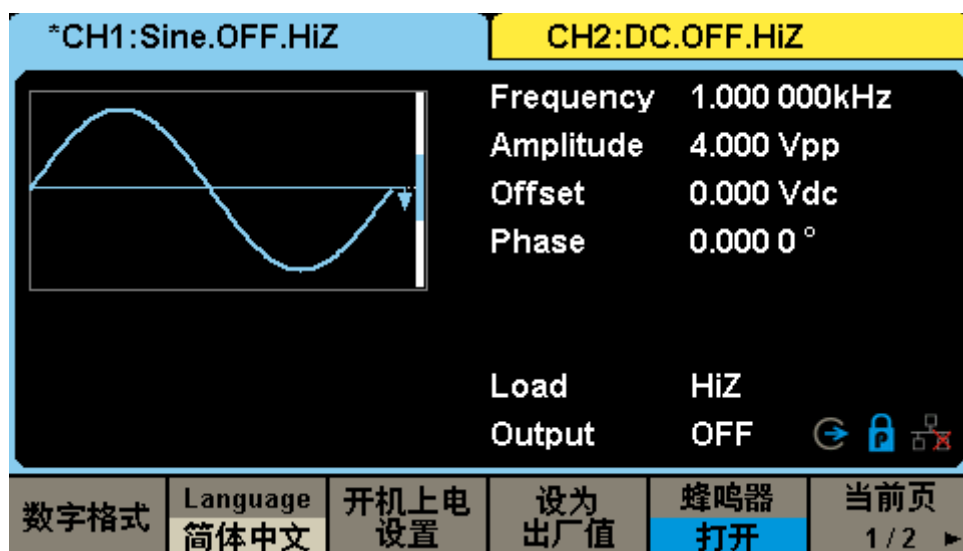 *CH1:Sine.OFF.HiZ
CH2:DC.OFF.HiZ
Frequency 1.000 000kHz
Amplitude 4.000 Vpp
Offset 0.000 Vdc
Phase 0.000 0 °
Load HiZ
Output OFF
P
数字格式
Language
简体中文
开机上电
设置
设为
出厂值
蜂鸣器
打开
当前页
1/2 ►